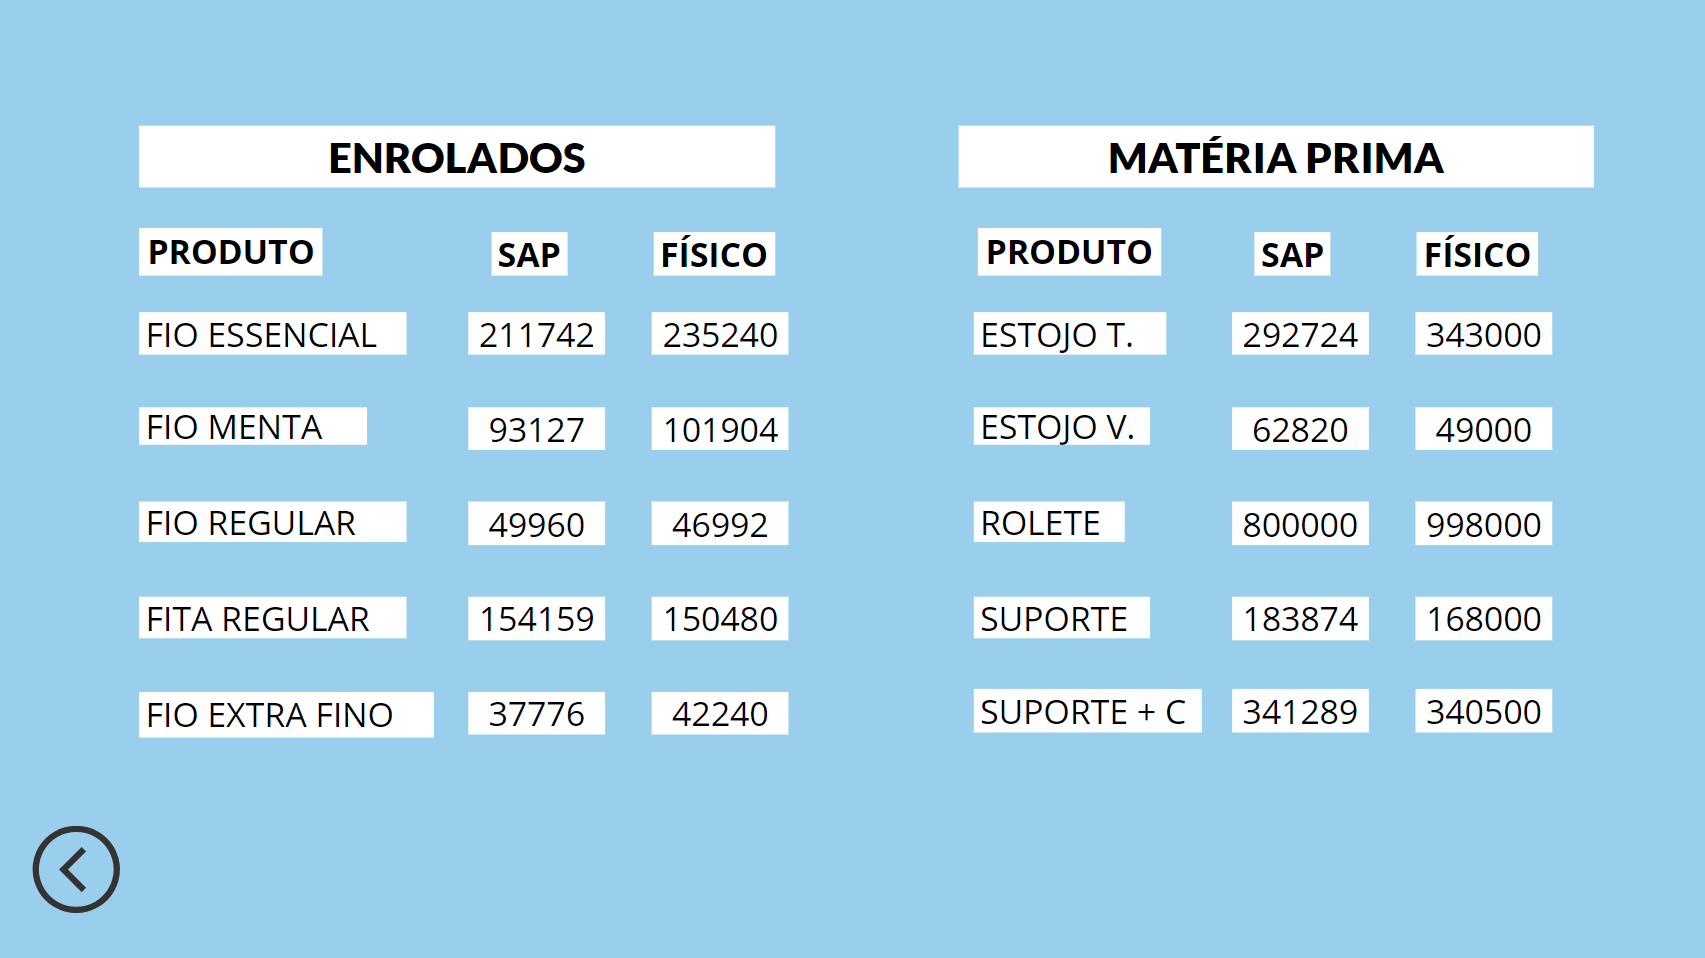 ENROLADOS
PRODUTO SAP FÍSICO
FIO ESSENCIAL 211742 235240
FIO MENTA 93127 101904
FIO REGULAR 49960 46992
FITA REGULAR 154159 150480
FIO EXTRA FINO 37776 42240
MATÉRIA PRIMA
PRODUTO SAP FÍSICO
ESTOJO T. 292724 343000
ESTOJO V. 62820 49000
ROLETE 800000 998000
SUPORTE 183874 168000
SUPORTE + C 341289 340500